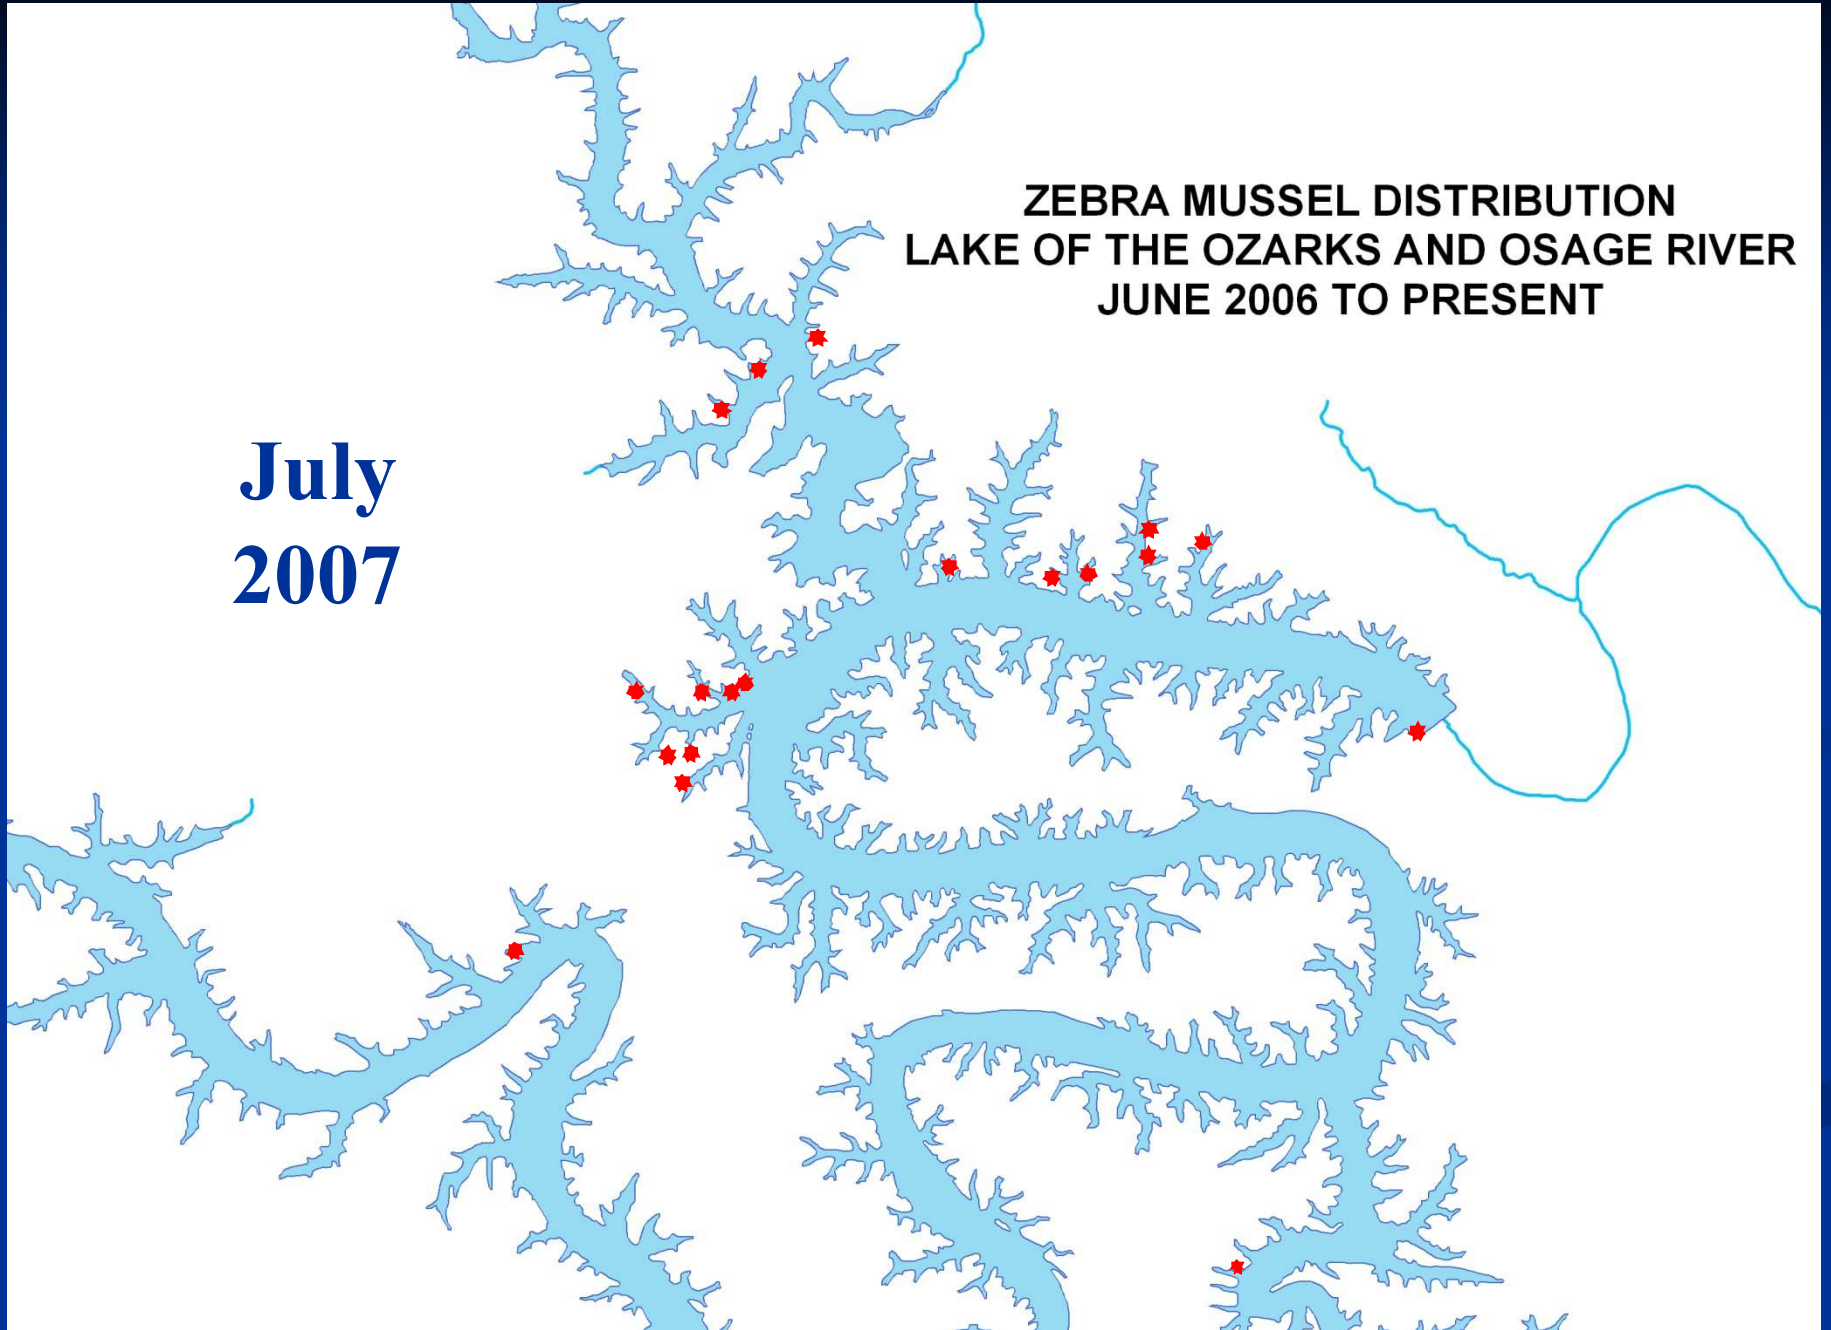 ZEBRA MUSSEL DISTRIBUTION
LAKE OF THE OZARKS AND OSAGE RIVER
JUNE 2006 TO PRESENT
July
2007